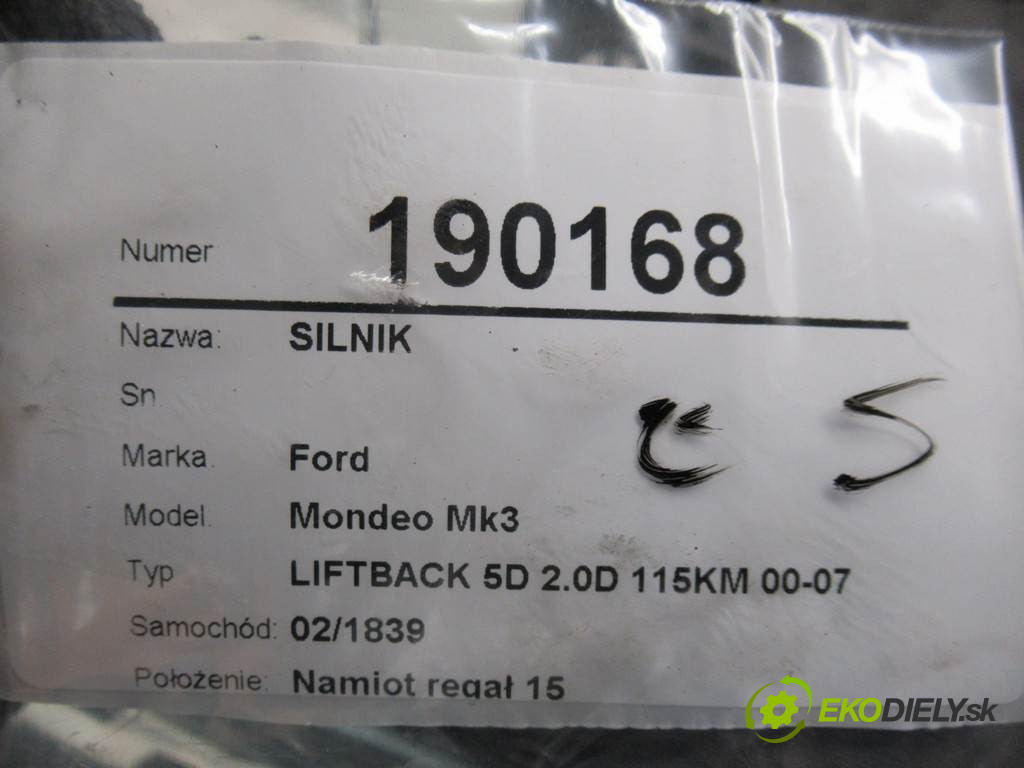 Numer 190168
Nazwa: SILNIK
Sn
Marka. Ford
Model. Mondeo Mk3
Typ LIFTBACK 5D 2.0D 115KM 00-07
Samochód: 02/1839
Położenie: Namiot regał 15
EKODIELY.sk